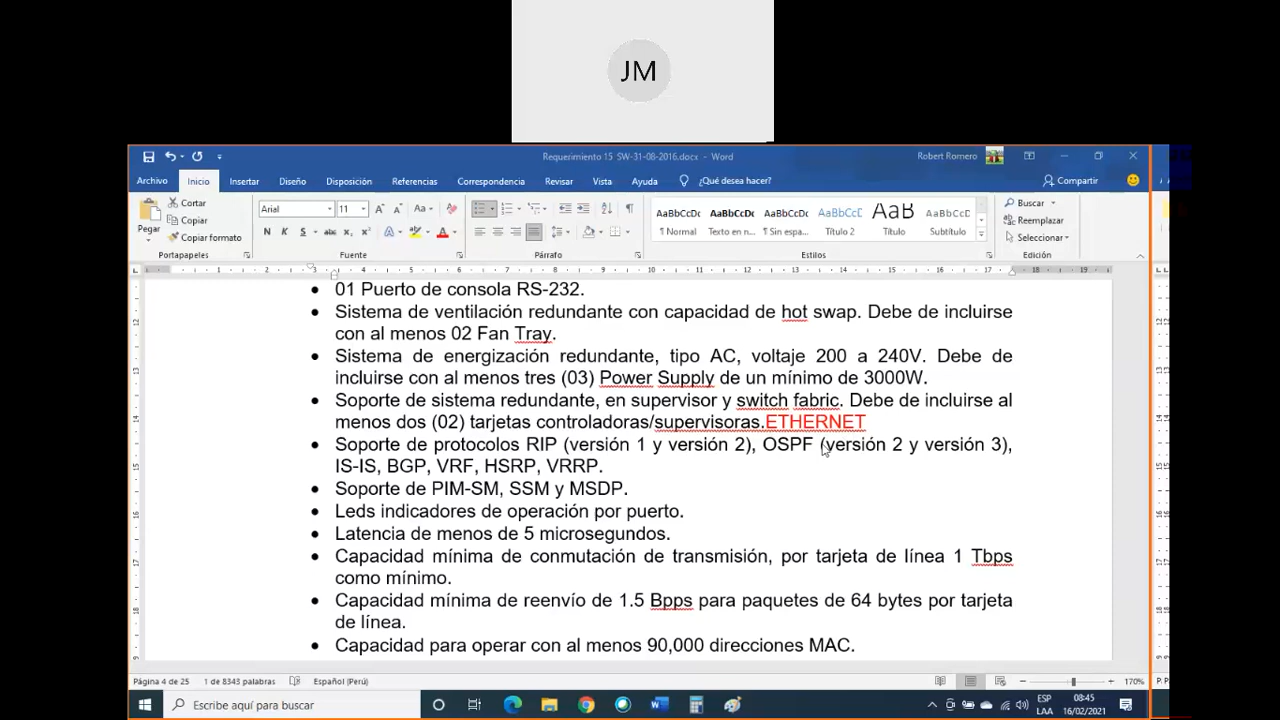 JM
Requerimiento 15 SW-31-08-2016.docx - Word
Robert Romero
Archivo Inicio Insertar Diseño Disposición Referencias Correspondencia Revisar Vista Ayuda ¿Qué desea hacer? Compartir
Pegar
Cortar
Copiar
Copiar formato
Portapapeles
Arial 11
N K S abc x₂ x²
Fuente
Párrafo
AaBbCcDc AaBbCcDc AaBbCcDc AaBbCcC AaB AaBbCcD
¶ Normal Texto en n... ¶ Sin espa... Título 2 Título Subtítulo
Estilos
Buscar
Reemplazar
Seleccionar
Edición
• 01 Puerto de consola RS-232.
• Sistema de ventilación redundante con capacidad de hot swap. Debe de incluirse
con al menos 02 Fan Tray.
• Sistema de energización redundante, tipo AC, voltaje 200 a 240V. Debe de
incluirse con al menos tres (03) Power Supply de un mínimo de 3000W.
• Soporte de sistema redundante, en supervisor y switch fabric. Debe de incluirse al
menos dos (02) tarjetas controladoras/supervisoras.ETHERNET
• Soporte de protocolos RIP (versión 1 y versión 2), OSPF (versión 2 y versión 3),
IS-IS, BGP, VRF, HSRP, VRRP.
• Soporte de PIM-SM, SSM y MSDP.
• Leds indicadores de operación por puerto.
• Latencia de menos de 5 microsegundos.
• Capacidad mínima de conmutación de transmisión, por tarjeta de línea 1 Tbps
como mínimo.
• Capacidad mínima de reenvío de 1.5 Bpps para paquetes de 64 bytes por tarjeta
de línea.
• Capacidad para operar con al menos 90,000 direcciones MAC.
Página 4 de 25 1 de 8343 palabras Español (Perú) 170%
Escribe aquí para buscar
ESP
LAA
08:45
16/02/2021